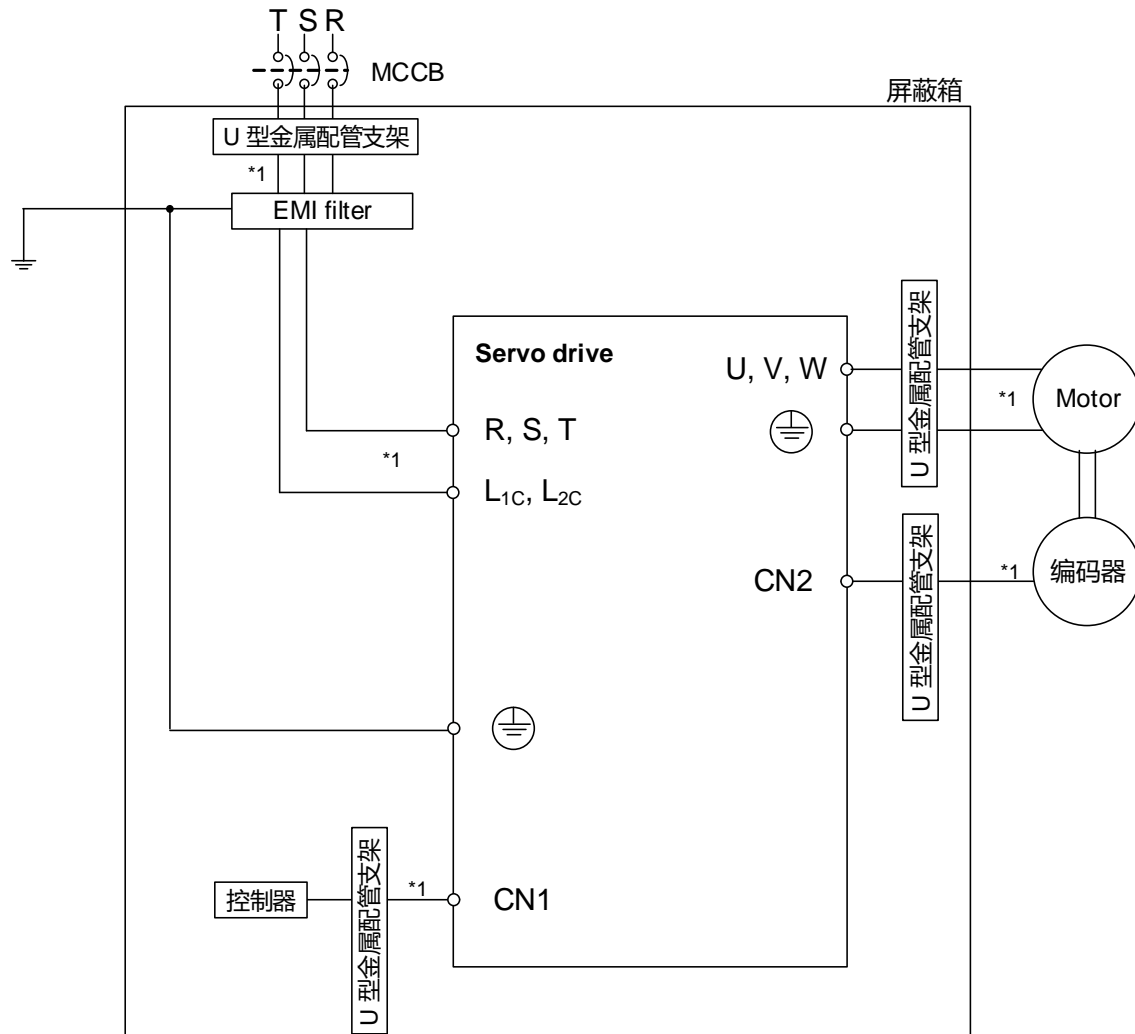 T S R
MCCB
屏蔽箱
U 型金属配管支架
*1
EMI filter
Servo drive
U, V, W
U 型金属配管支架
*1
Motor
R, S, T
*1
L1C, L2C
CN2
U 型金属配管支架
*1
编码器
控制器
U 型金属配管支架
*1
CN1